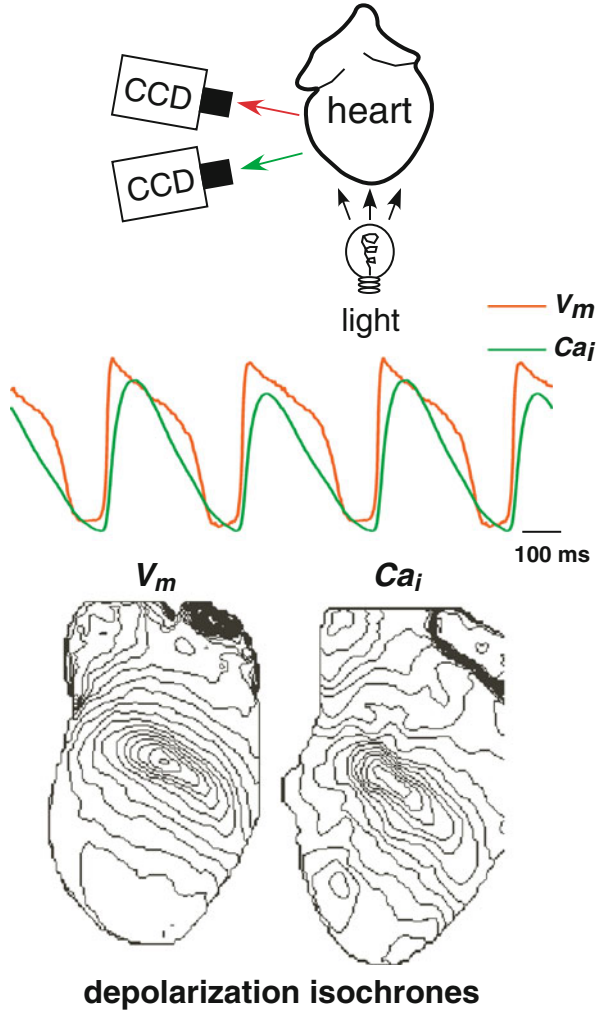 CCD
heart
CCD
light
Vm
Cai
100 ms
Vm
Cai
depolarization isochrones